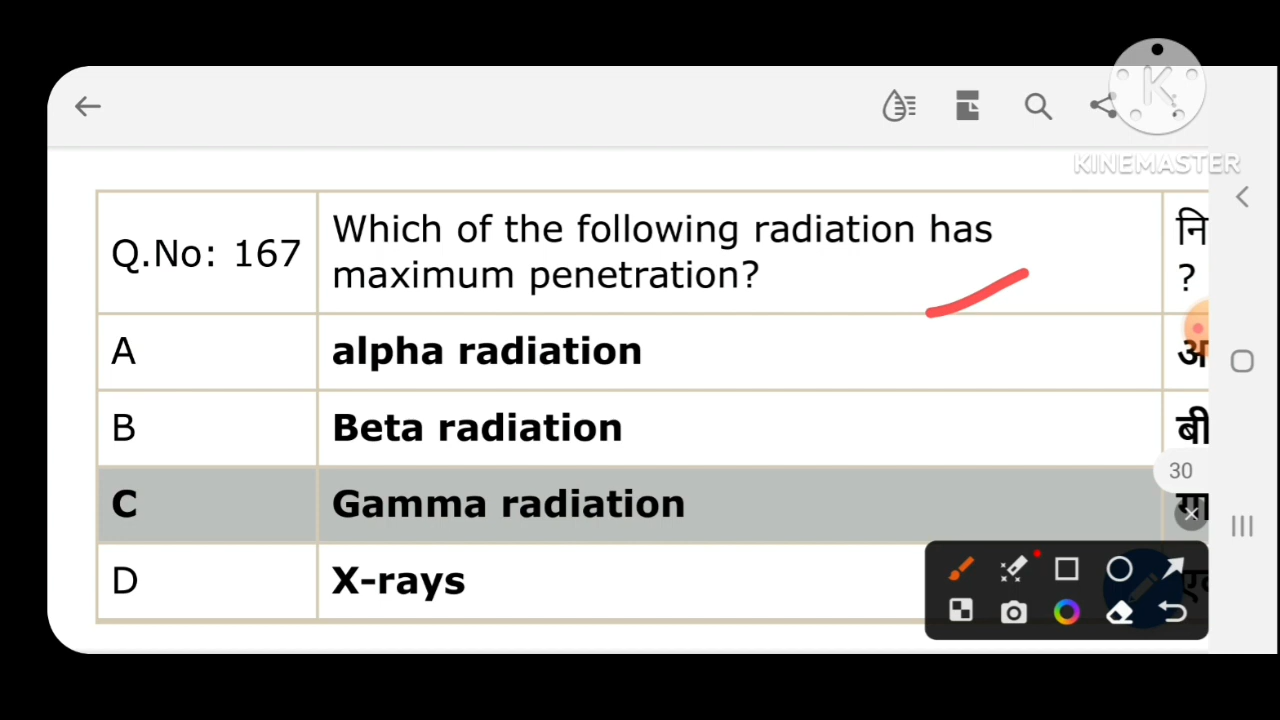 K
KINEMASTER
Q.No: 167
Which of the following radiation has
maximum penetration?
नि
?
A
alpha radiation
B
Beta radiation
बी
30
C
Gamma radiation
D
X-rays